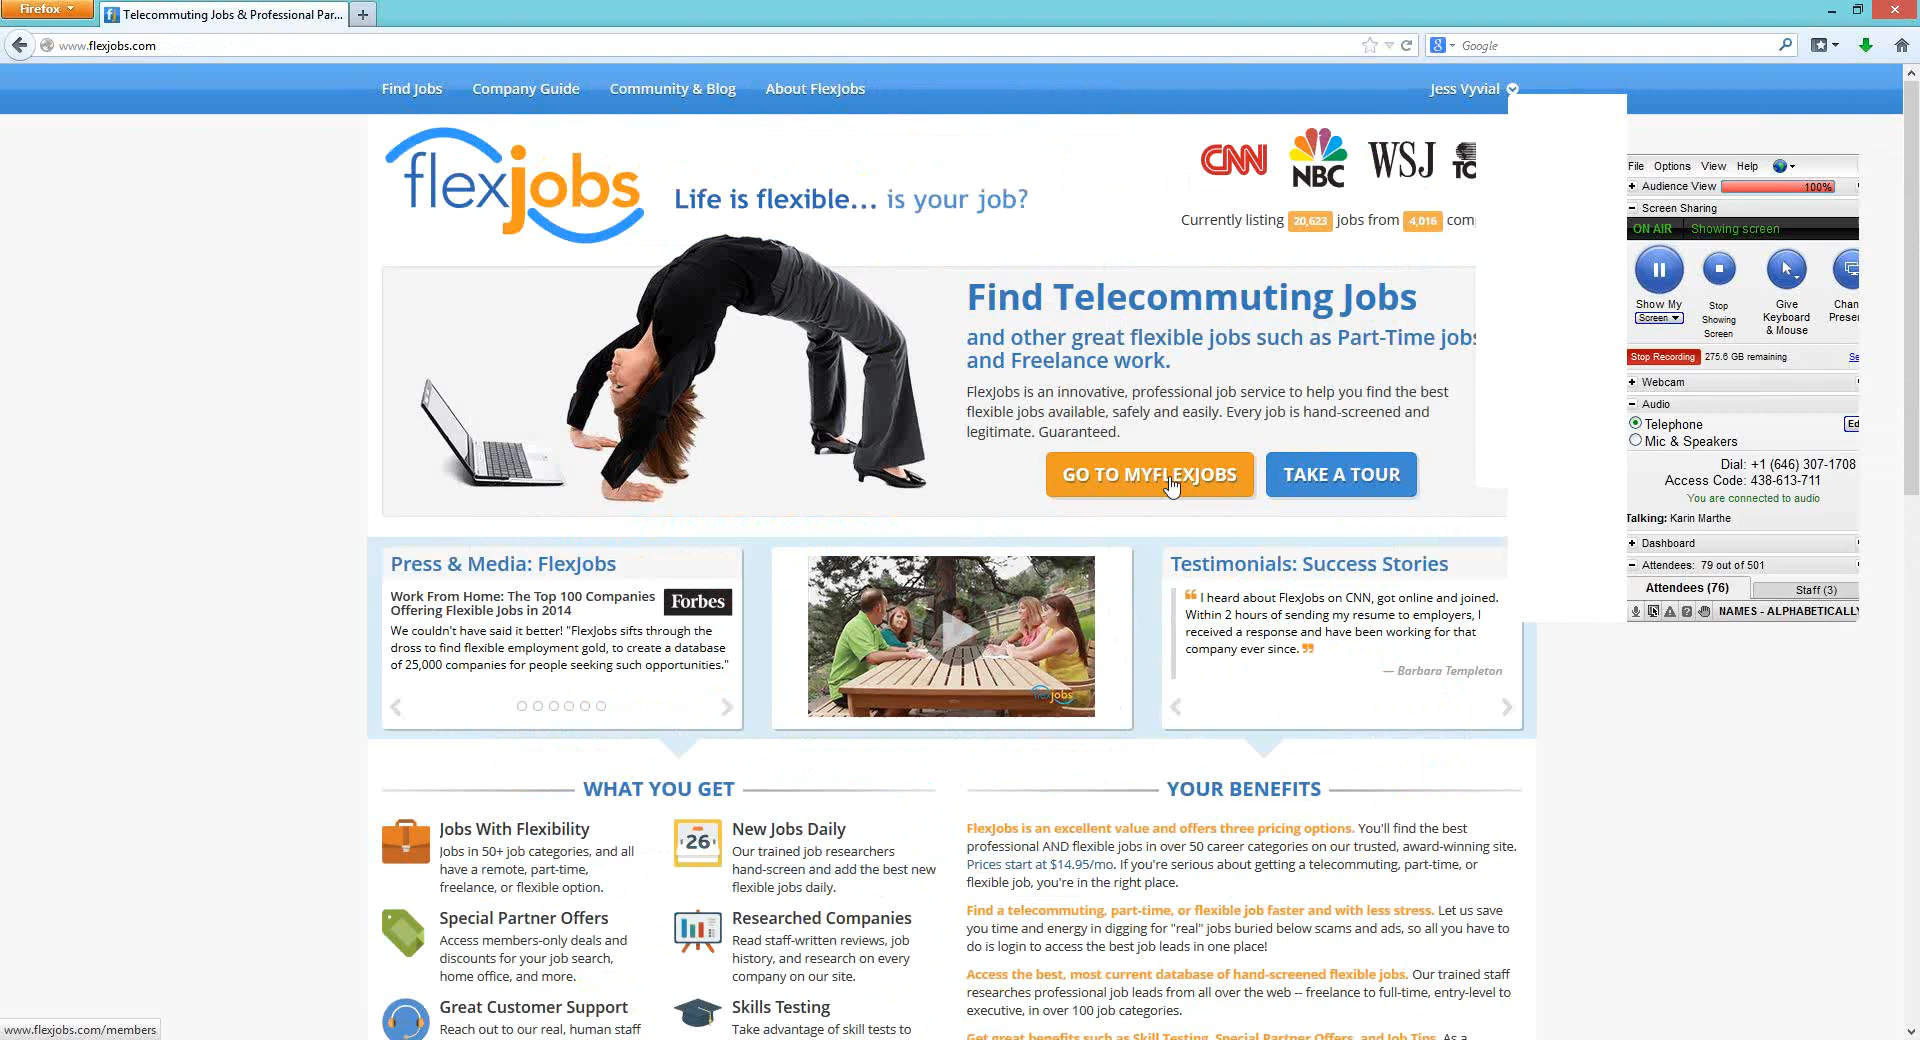 Firefox
Telecommuting Jobs & Professional Par...
www.flexjobs.com
Google
Find Jobs
Company Guide
Community & Blog
About FlexJobs
Jess Vyvial
flexjobs
Life is flexible... is your job?
CNN
NBC
WSJ
Currently listing 20,623 jobs from 4,016
Find Telecommuting Jobs
and other great flexible jobs such as Part-Time jobs
and Freelance work.
FlexJobs is an innovative, professional job service to help you find the best
flexible jobs available, safely and easily. Every job is hand-screened and
legitimate. Guaranteed.
GO TO MYFLEXJOBS
TAKE A TOUR
File Options View Help
Audience View 100%
Screen Sharing
ON AIR Showing screen
Show My
Screen
Stop
Showing
Screen
Give
Keyboard
& Mouse
Stop Recording 275.6 GB remaining
Webcam
Audio
Telephone
Mic & Speakers
Dial: +1 (646) 307-1708
Access Code: 438-613-711
You are connected to audio
Talking: Karin Marthe
Dashboard
Attendees: 79 out of 501
Attendees (76)
Staff (3)
NAMES - ALPHABETICALLY
Press & Media: FlexJobs
Work From Home: The Top 100 Companies
Offering Flexible Jobs in 2014
Forbes
We couldn't have said it better! "FlexJobs sifts through the
dross to find flexible employment gold, to create a database
of 25,000 companies for people seeking such opportunities."
flexjobs
Testimonials: Success Stories
I heard about FlexJobs on CNN, got online and joined.
Within 2 hours of sending my resume to employers, I
received a response and have been working for that
company ever since.
— Barbara Templeton
WHAT YOU GET
Jobs With Flexibility
Jobs in 50+ job categories, and all
have a remote, part-time,
freelance, or flexible option.
26
New Jobs Daily
Our trained job researchers
hand-screen and add the best new
flexible jobs daily.
Special Partner Offers
Access members-only deals and
discounts for your job search,
home office, and more.
Researched Companies
Read staff-written reviews, job
history, and research on every
company on our site.
Great Customer Support
Reach out to our real, human staff
Skills Testing
Take advantage of skill tests to
YOUR BENEFITS
FlexJobs is an excellent value and offers three pricing options. You'll find the best
professional AND flexible jobs in over 50 career categories on our trusted, award-winning site.
Prices start at $14.95/mo. If you're serious about getting a telecommuting, part-time, or
flexible job, you're in the right place.
Find a telecommuting, part-time, or flexible job faster and with less stress. Let us save
you time and energy in digging for "real" jobs buried below scams and ads, so all you have to
do is login to access the best job leads in one place!
Access the best, most current database of hand-screened flexible jobs. Our trained staff
researches professional job leads from all over the web -- freelance to full-time, entry-level to
executive, in over 100 job categories.
Get great benefits such as Skill Testing, Special Partner Offers, and Job Tips. As a
www.flexjobs.com/members